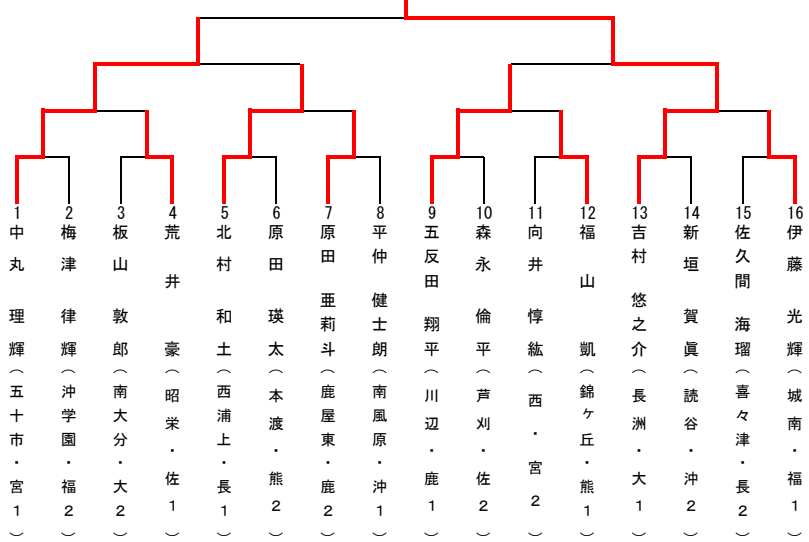 1 中丸 理輝(五十市・宮1)
2 梅津 律輝(沖学園・福2)
3 板山 敦郎(南大分・大2)
4 荒井 豪(昭栄・佐1)
5 北村 和土(西浦上・長1)
6 原田 瑛太(本渡・熊2)
7 原田 亜莉斗(鹿屋東・鹿2)
8 平仲 健士朗(南風原・沖1)
9 五反田 翔平(川辺・鹿1)
10 森永 倫平(芦刈・佐2)
11 向井 惇紘(西・宮2)
12 福山 凱(錦ヶ丘・熊1)
13 吉村 悠之介(長洲・大1)
14 新垣 賀眞(読谷・沖2)
15 佐久間 海瑠(喜々津・長2)
16 伊藤 光輝(城南・福1)